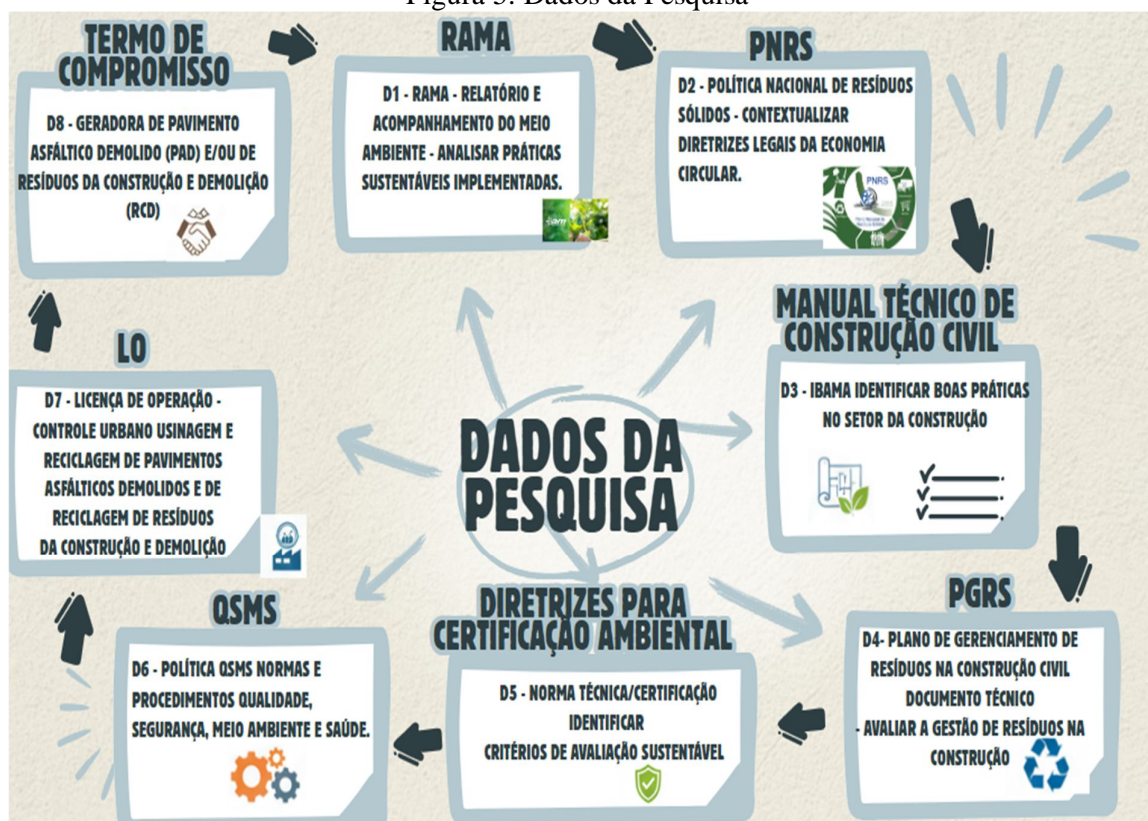 Figura 5: Dados da Pesquisa
TERMO DE
COMPROMISSO
D8 - GERADORA DE PAVIMENTO
ASFÁLTICO DEMOLIDO (PAD) E/OU DE
RESÍDUOS DA CONSTRUÇÃO E DEMOLIÇÃO
(RCD)
RAMA
D1 - RAMA - RELATÓRIO E
ACOMPANHAMENTO DO MEIO
AMBIENTE - ANALISAR PRÁTICAS
SUSTENTÁVEIS IMPLEMENTADAS.
PNRS
D2 - POLÍTICA NACIONAL DE RESÍDUOS
SÓLIDOS - CONTEXTUALIZAR
DIRETRIZES LEGAIS DA ECONOMIA
CIRCULAR.
PNRS
MANUAL TÉCNICO DE
CONSTRUÇÃO CIVIL
D3 - IBAMA IDENTIFICAR BOAS PRÁTICAS
NO SETOR DA CONSTRUÇÃO
LO
D7 - LICENÇA DE OPERAÇÃO -
CONTROLE URBANO USINAGEM E
RECICLAGEM DE PAVIMENTOS
ASFÁLTICOS DEMOLIDOS E DE
RECICLAGEM DE RESÍDUOS
DA CONSTRUÇÃO E DEMOLIÇÃO
DADOS DA
PESQUISA
QSMS
D6 - POLÍTICA QSMS NORMAS E
PROCEDIMENTOS QUALIDADE,
SEGURANÇA, MEIO AMBIENTE E SAÚDE.
DIRETRIZES PARA
CERTIFICAÇÃO AMBIENTAL
D5 - NORMA TÉCNICA/CERTIFICAÇÃO
IDENTIFICAR
CRITÉRIOS DE AVALIAÇÃO SUSTENTÁVEL
PGRS
D4- PLANO DE GERENCIAMENTO DE
RESÍDUOS NA CONSTRUÇÃO CIVIL
DOCUMENTO TÉCNICO
- AVALIAR A GESTÃO DE RESÍDUOS NA
CONSTRUÇÃO